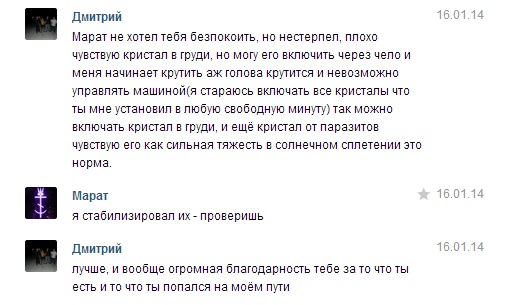 Дмитрий 16.01.14
Марат не хотел тебя безпокоить, но нестерпел, плохо
чувствую кристал в груди, но могу его включить через чело и
меня начинает крутить аж голова крутится и невозможно
управлять машиной(я стараюсь включать все кристалы что
ты мне установил в любую свободную минуту) так можно
включать кристал в груди, и ещё кристал от паразитов
чувствую его как сильная тяжесть в солнечном сплетении это
норма.
Марат 16.01.14
я стабилизировал их - проверишь
Дмитрий 16.01.14
лучше, и вообще огромная благодарность тебе за то что ты
есть и то что ты попался на моём пути